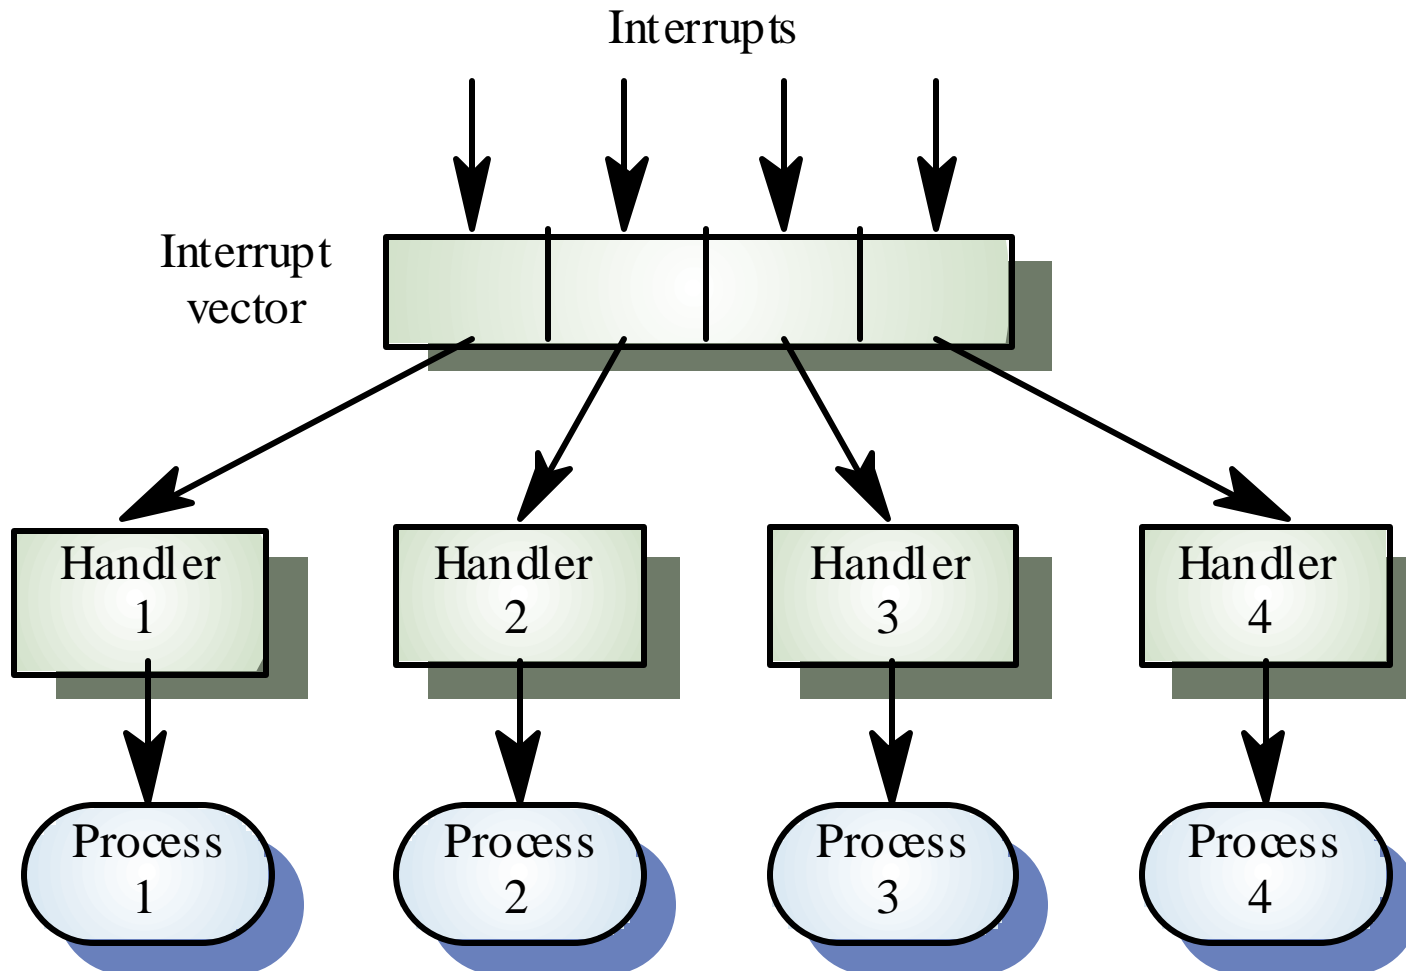 Interrupts
Interrupt
vector
Handler
1
Handler
2
Handler
3
Handler
4
Process
1
Process
2
Process
3
Process
4